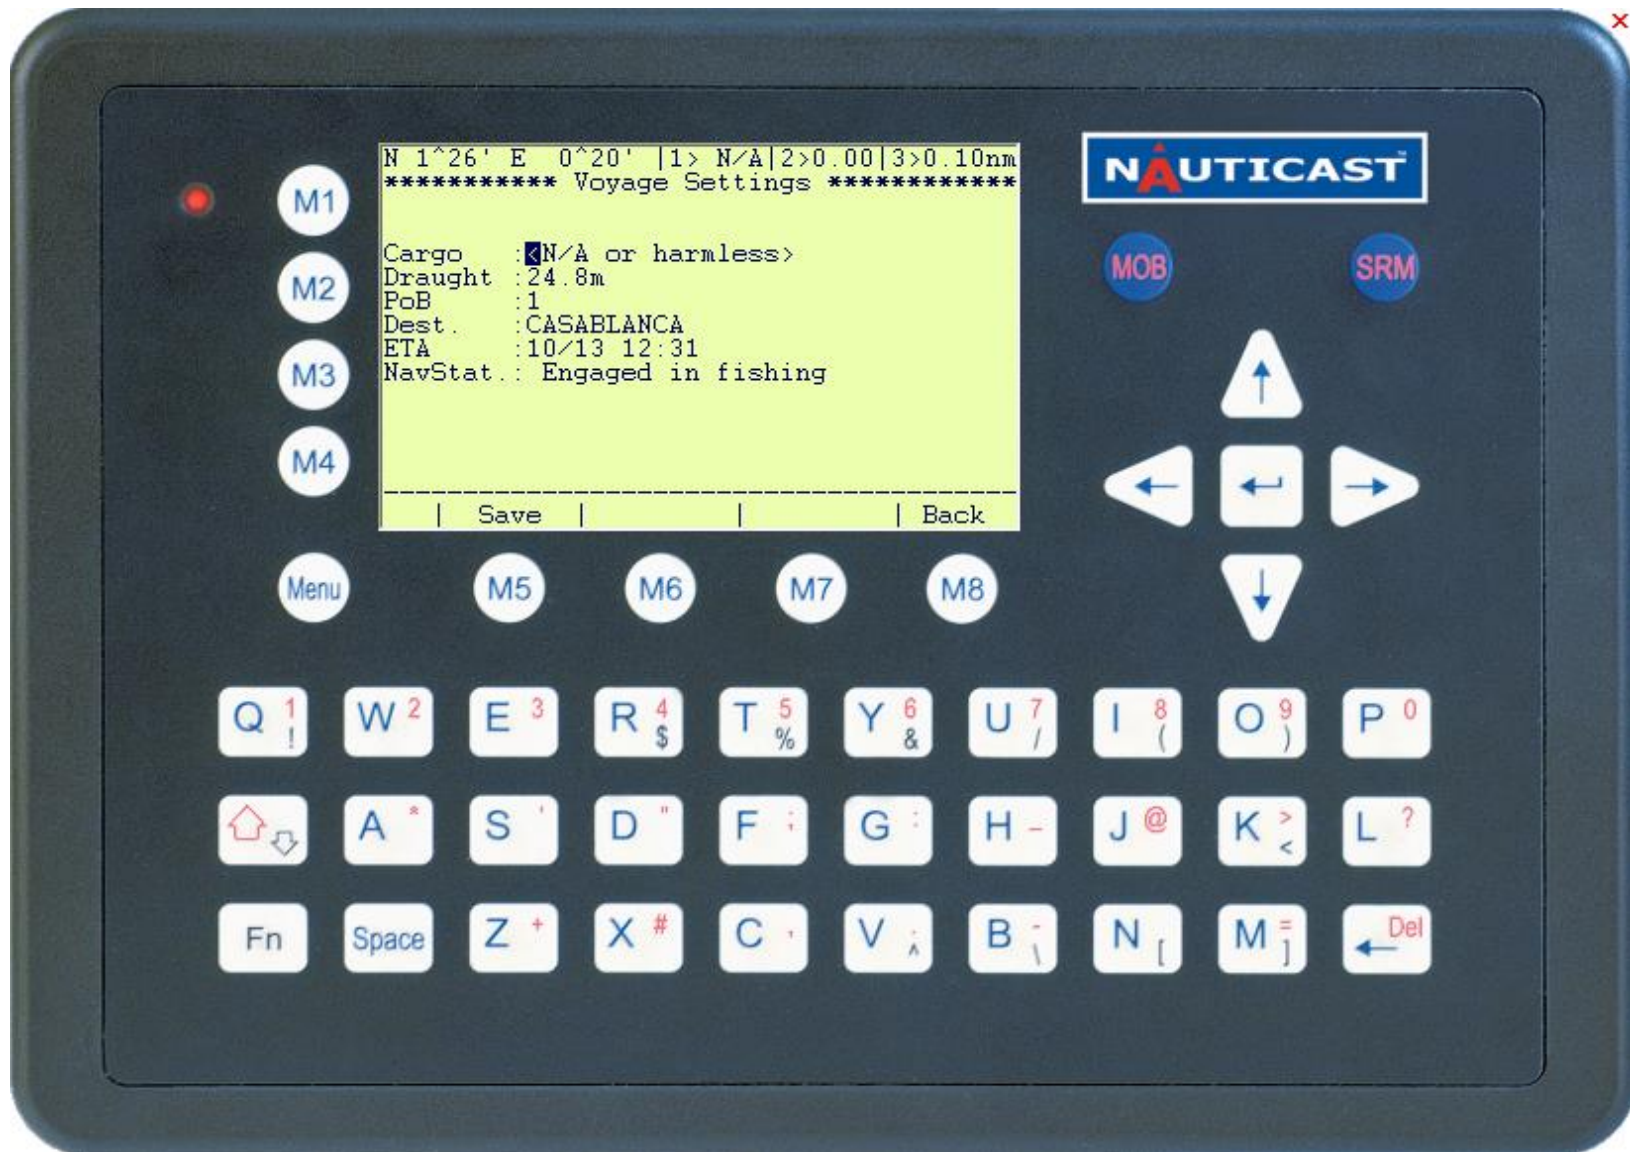 N 1^26' E 0^20' |1> N/A|2>0.00|3>0.10nm
*********** Voyage Settings ************
Cargo :<N/A or harmless>
Draught :24.8m
PoB :1
Dest. :CASABLANCA
ETA :10/13 12:31
NavStat.: Engaged in fishing
| Save | | | Back
NAUTICAST™
MOB SRM
M1
M2
M3
M4
Menu M5 M6 M7 M8
Q 1 ! W 2 E 3 R 4 $ T 5 % Y 6 & U 7 / I 8 ( O 9 ) P 0
A * S ' D " F ; G : H - J @ K > < L ?
Fn Space Z + X # C , V . ^ B - \ N [ M = ] Del